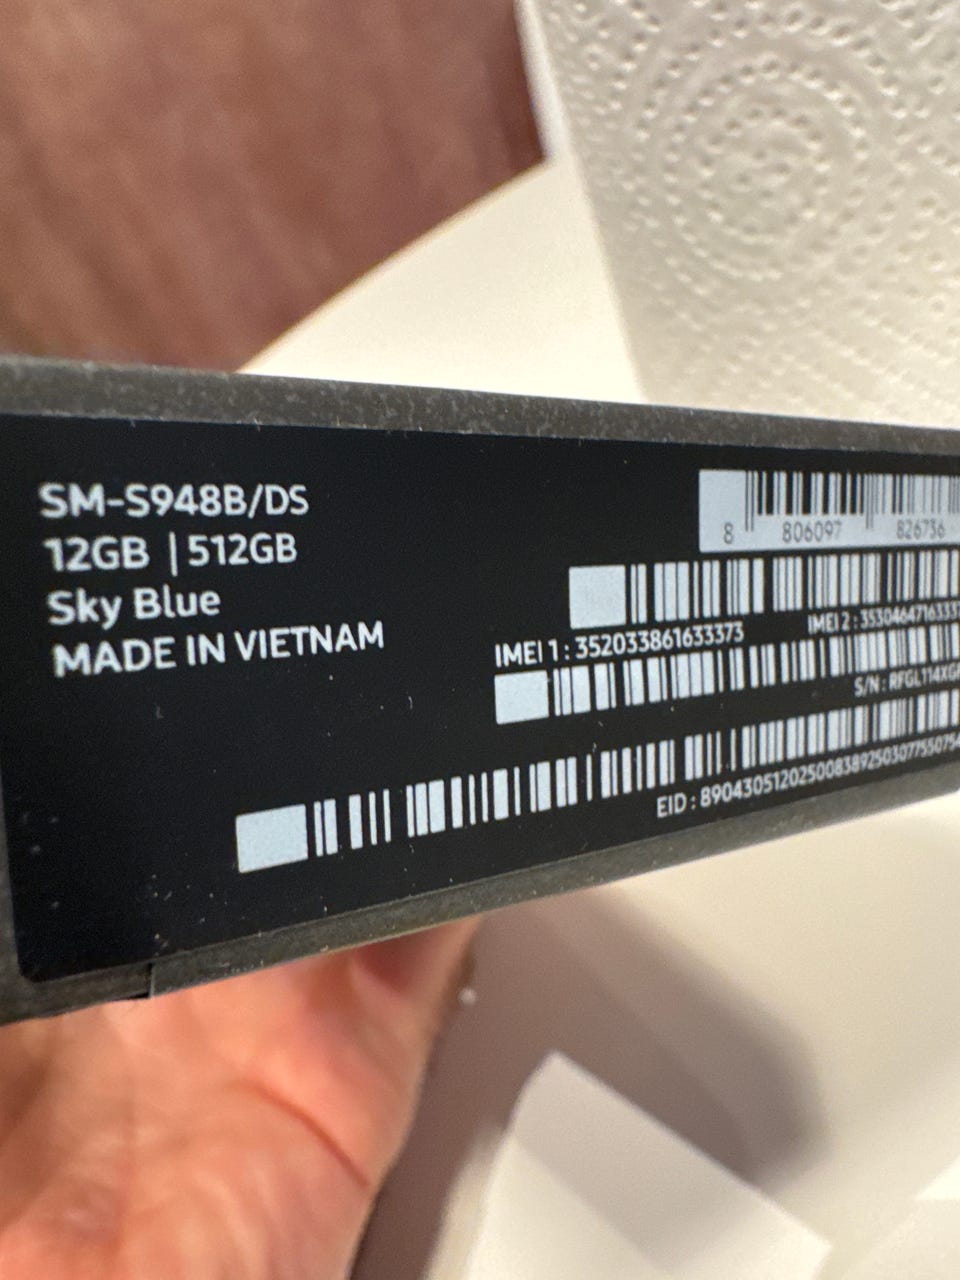 SM-S948B/DS
12GB | 512GB
Sky Blue
MADE IN VIETNAM
8 806097 826736
IMEI 1 : 352033861633373
IMEI 2 :
S/N :
EID :